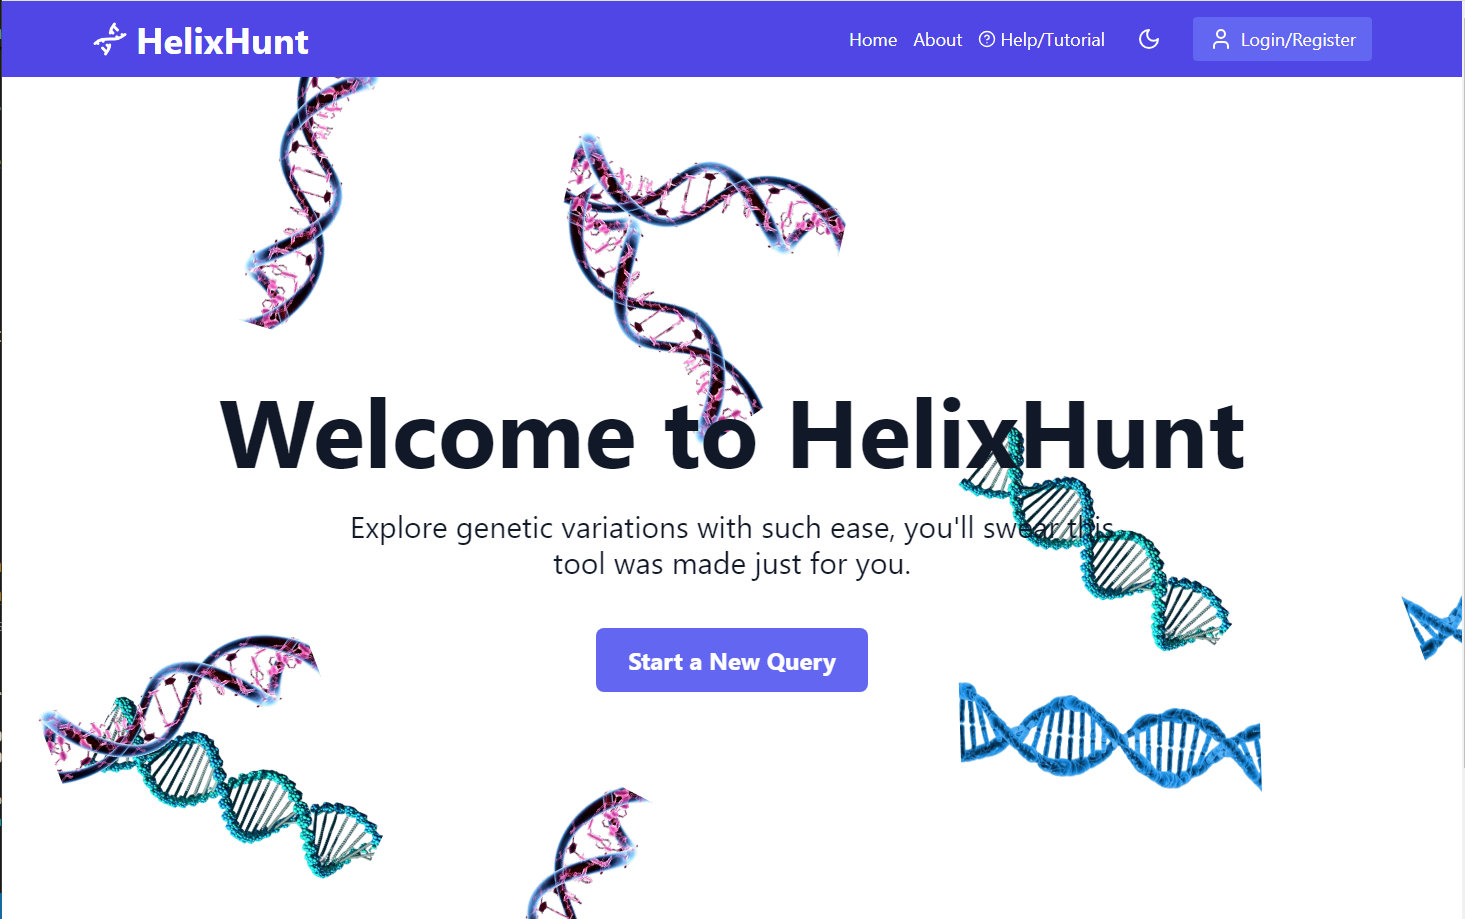 HelixHunt
Home About Help/Tutorial Login/Register
Welcome to HelixHunt
Explore genetic variations with such ease, you'll swear this
tool was made just for you.
Start a New Query